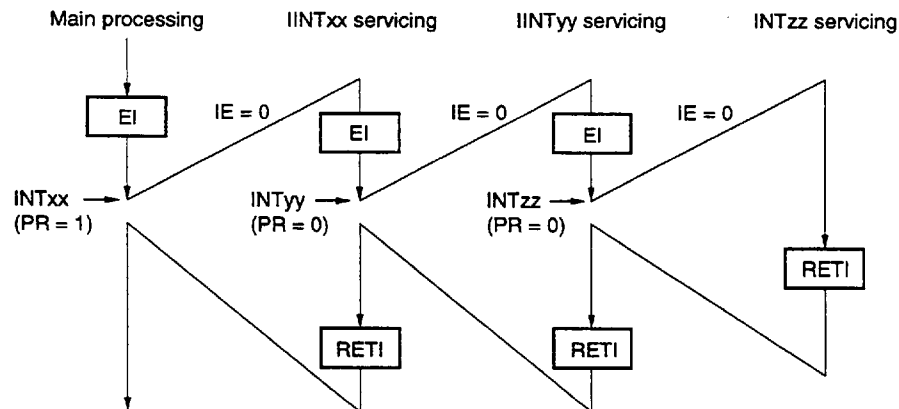 Main processing
IINTxx servicing
IINTyy servicing
INTzz servicing
EI
IE = 0
EI
IE = 0
EI
IE = 0
INTxx
(PR = 1)
INTyy
(PR = 0)
INTzz
(PR = 0)
RETI
RETI
RETI